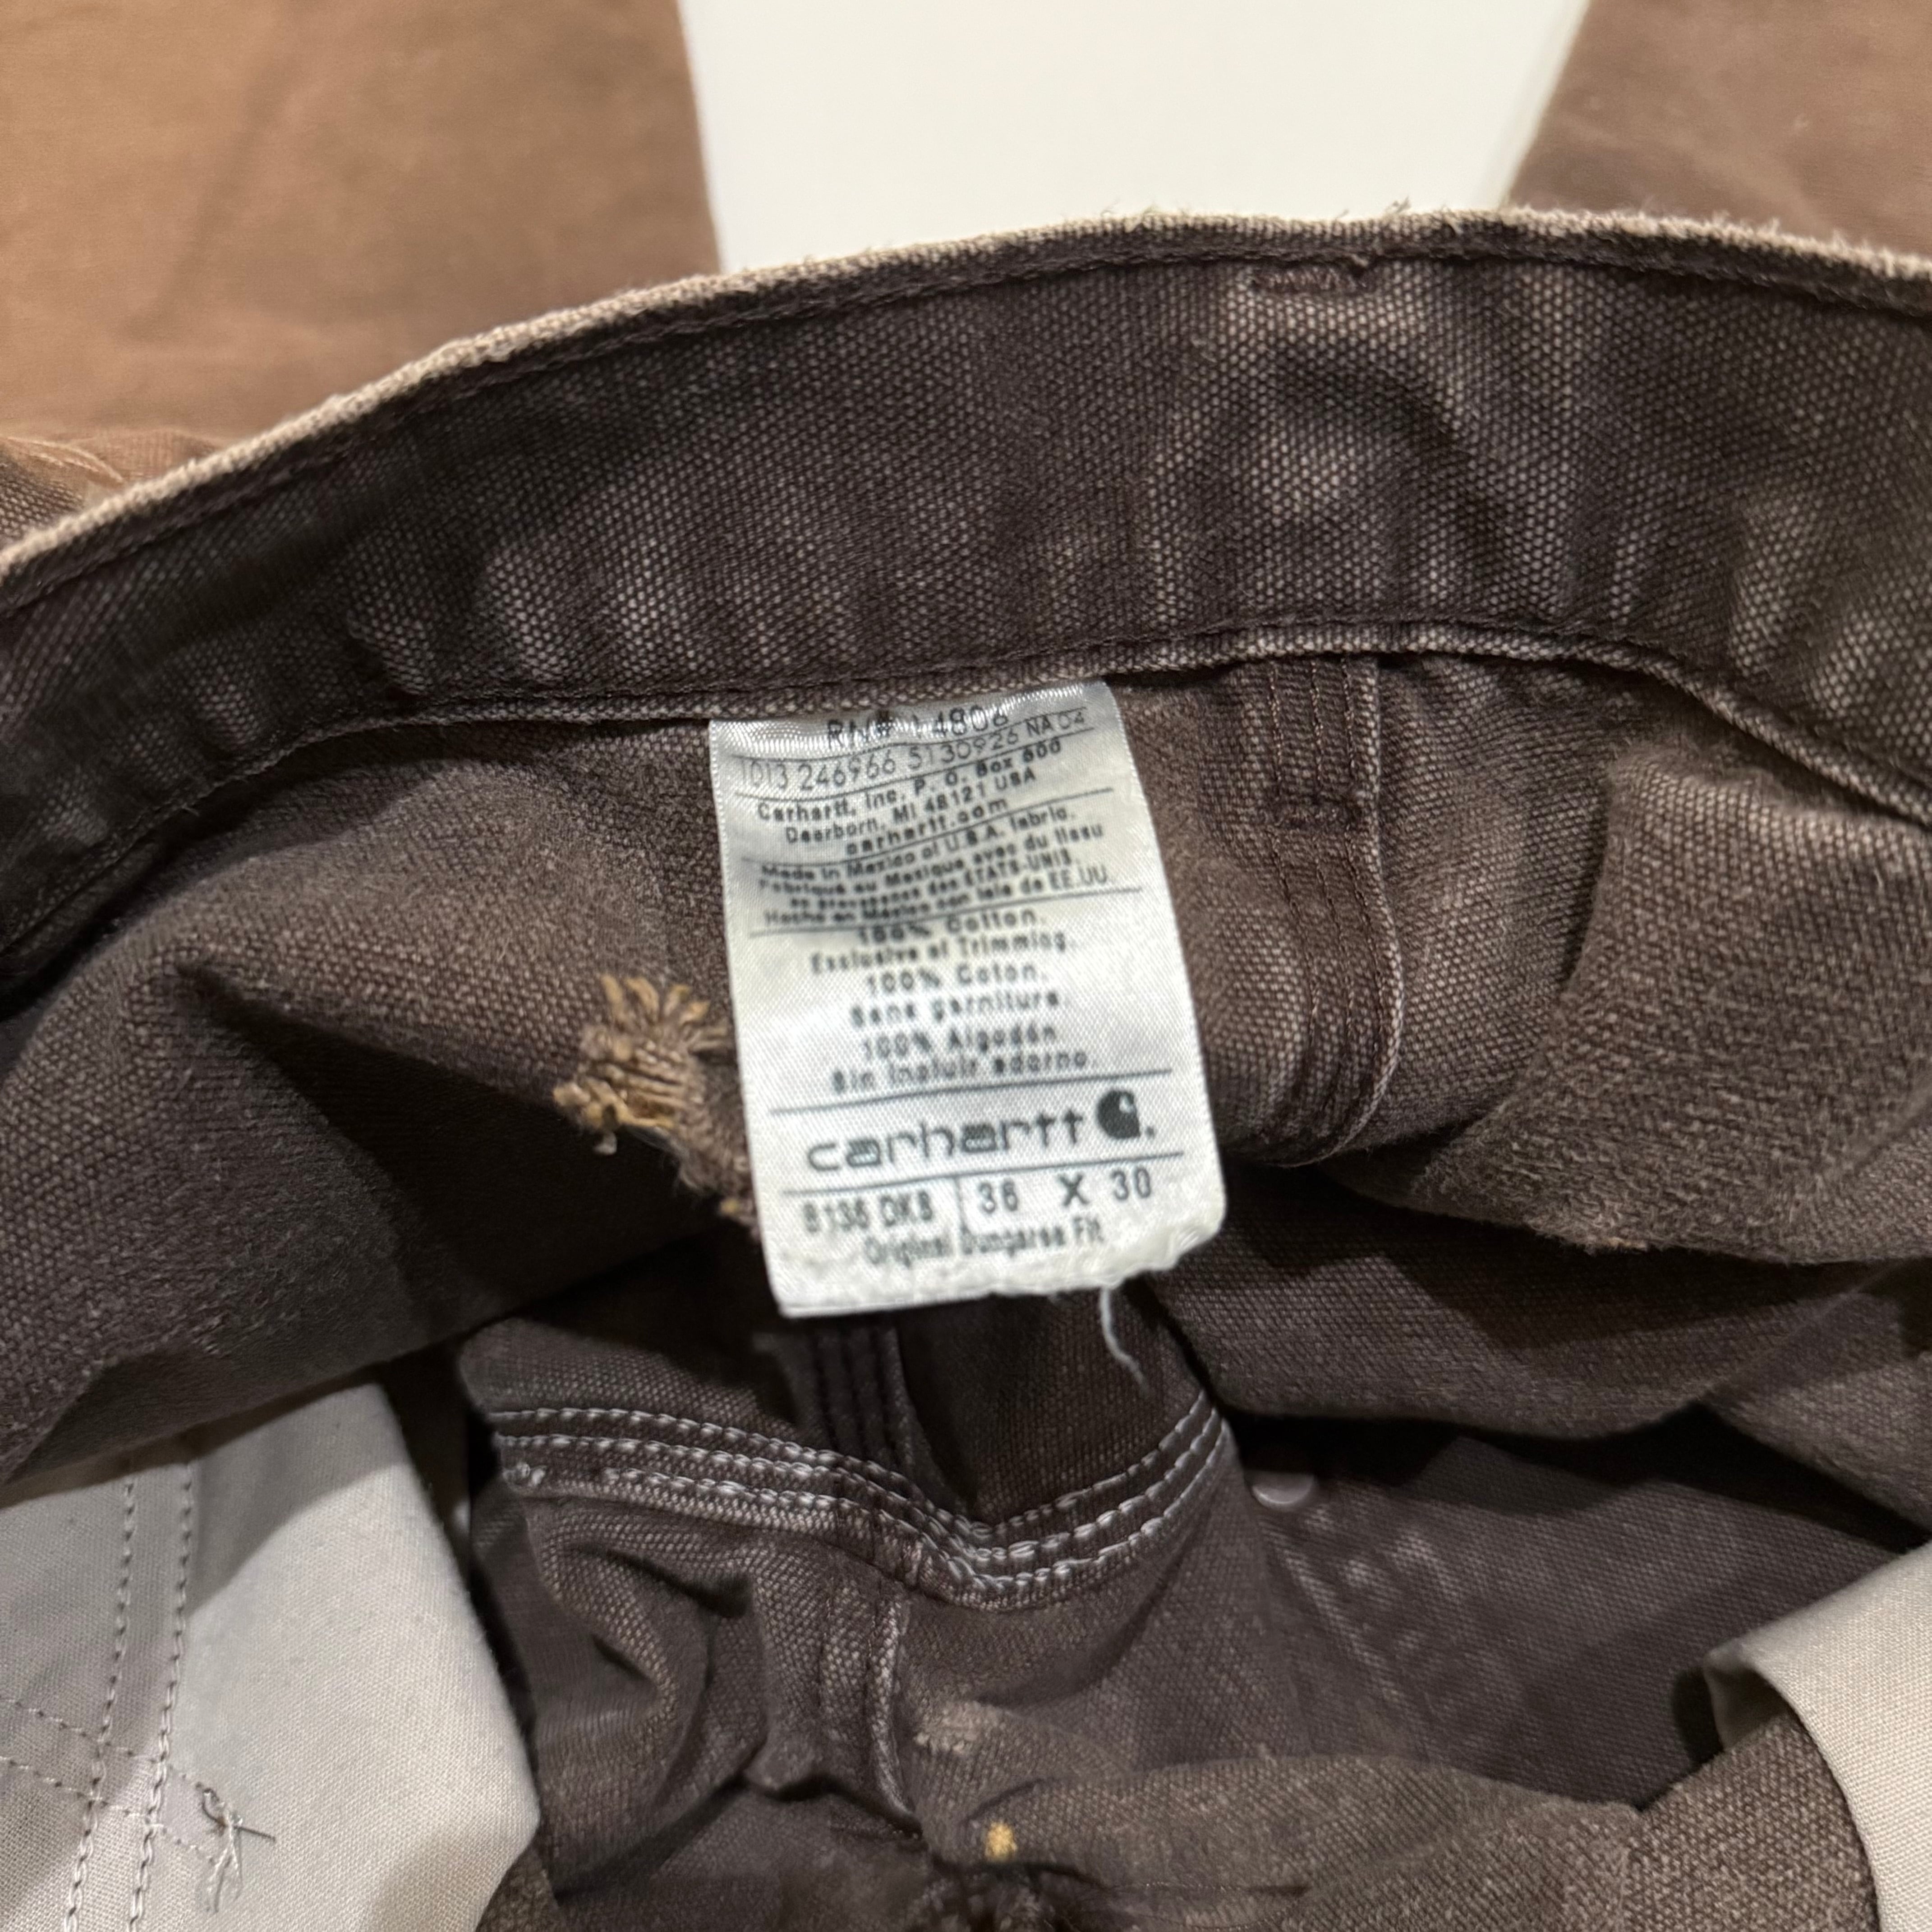 RN# 14806
1013 246966 5130926 NA 04
Carhartt, Inc. P. O. Box 600
Dearborn, MI 48121 USA
carhartt.com
Made in Mexico of U.S.A. fabric.
Fabriqué au Mexique avec du tissu
en provenance des ÉTATS-UNIS.
Hecho en México con tela de EE.UU.
100% Cotton.
Exclusive of Trimming.
100% Coton.
Sans garniture.
100% Algodón.
Sin incluir adorno.
carhartt
B136 DKB 36 X 30
Original Dungaree Fit